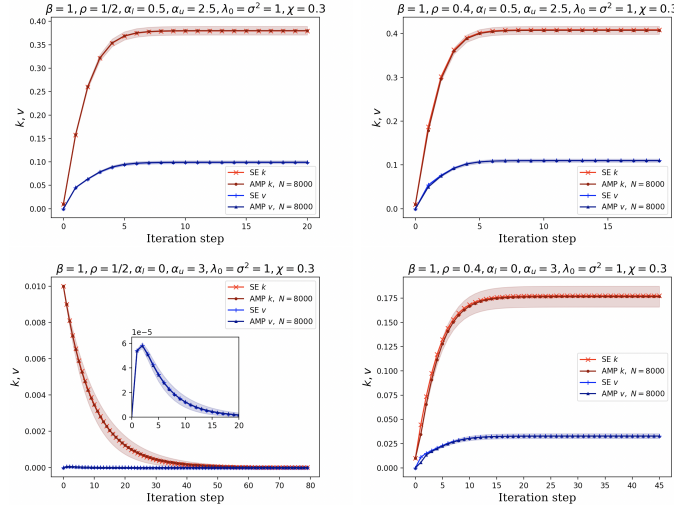 β = 1, ρ = 1/2, α_l = 0.5, α_u = 2.5, λ_0 = σ^2 = 1, χ = 0.3
0.40
0.35
0.30
0.25
0.20
0.15
0.10
0.05
0.00
k, v
SE k
AMP k, N = 8000
SE v
AMP v, N = 8000
0 5 10 15 20
Iteration step
β = 1, ρ = 0.4, α_l = 0.5, α_u = 2.5, λ_0 = σ^2 = 1, χ = 0.3
0.4
0.3
0.2
0.1
0.0
k, v
SE k
AMP k, N = 8000
SE v
AMP v, N = 8000
0 5 10 15
Iteration step
β = 1, ρ = 1/2, α_l = 0, α_u = 3, λ_0 = σ^2 = 1, χ = 0.3
0.010
0.008
0.006
0.004
0.002
0.000
k, v
SE k
AMP k, N = 8000
SE v
AMP v, N = 8000
1e−5
6
4
2
0
0 5 10 15 20
0 10 20 30 40 50 60 70 80
Iteration step
β = 1, ρ = 0.4, α_l = 0, α_u = 3, λ_0 = σ^2 = 1, χ = 0.3
0.175
0.150
0.125
0.100
0.075
0.050
0.025
0.000
k, v
SE k
AMP k, N = 8000
SE v
AMP v, N = 8000
0 5 10 15 20 25 30 35 40 45
Iteration step